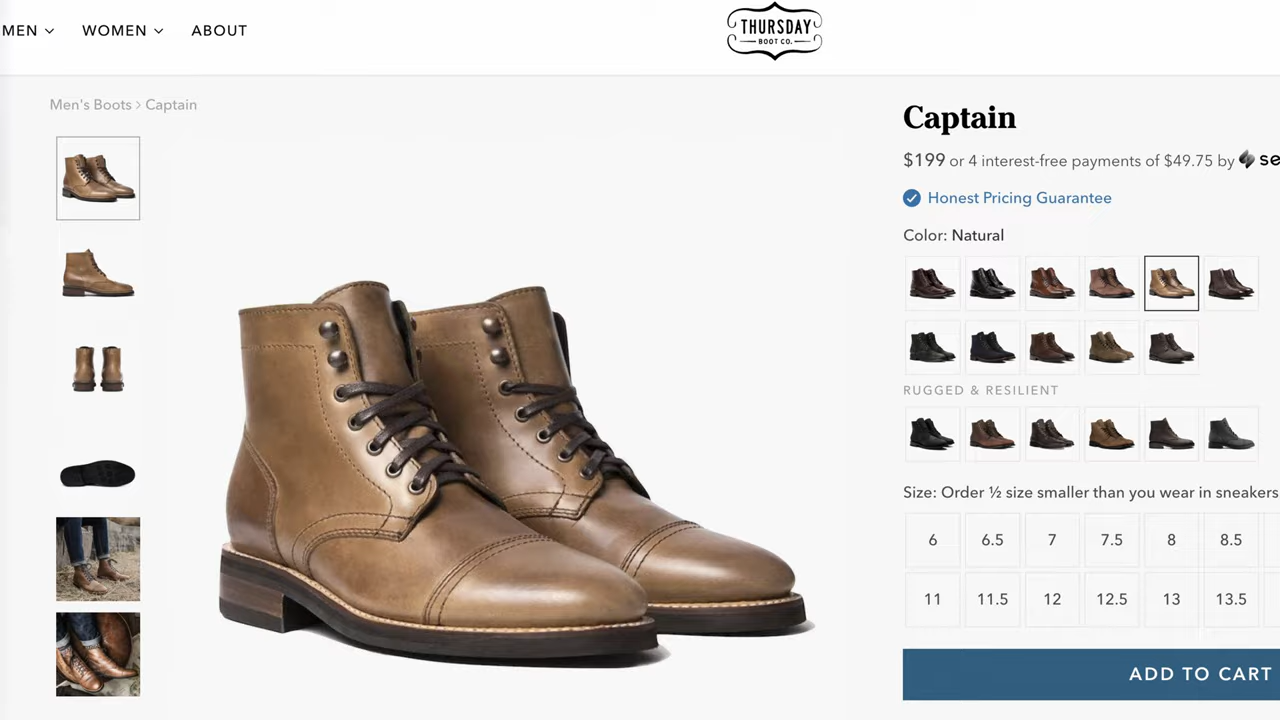 MEN
WOMEN
ABOUT
THURSDAY
BOOT CO.
Men's Boots > Captain
Captain
$199 or 4 interest-free payments of $49.75 by
Honest Pricing Guarantee
Color: Natural
RUGGED & RESILIENT
Size: Order ½ size smaller than you wear in sneakers
6 6.5 7 7.5 8 8.5
11 11.5 12 12.5 13 13.5
ADD TO CART